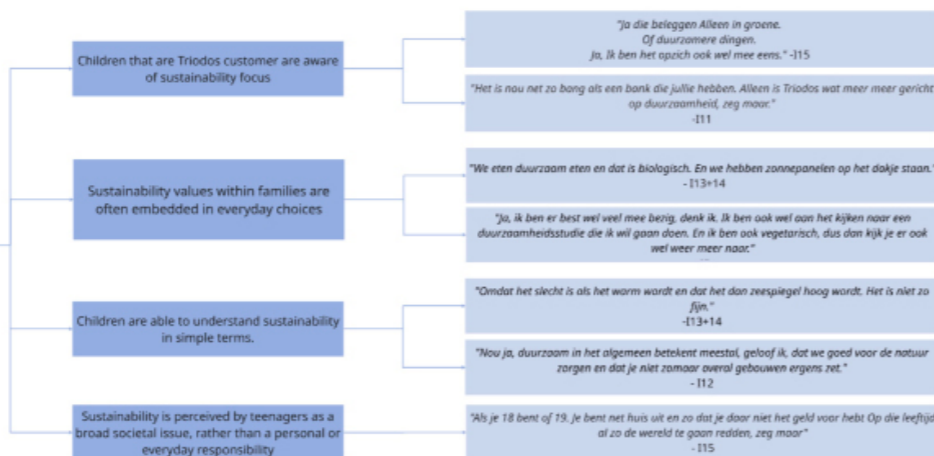 Children that are Triodos customer are aware
of sustainability focus
"Ja die beleggen Alleen in groene.
Of duurzamere dingen.
Ja, Ik ben het opzich ook wel mee eens." -I15
"Het is nou net zo bang als een bank die jullie hebben. Alleen is Triodos wat meer meer gericht
op duurzaamheid, zeg maar."
-I11
Sustainability values within families are
often embedded in everyday choices
"We eten duurzaam eten en dat is biologisch. En we hebben zonnepanelen op het dakje staan."
- I13+14
"Ja, ik ben er best wel veel mee bezig, denk ik. Ik ben ook wel aan het kijken naar een
duurzaamheidsstudie die ik wil gaan doen. En ik ben ook vegetarisch, dus dan kijk je er ook
wel weer meer naar."
Children are able to understand sustainability
in simple terms.
"Omdat het slecht is als het warm wordt en dat het dan zeespiegel hoog wordt. Het is niet zo
fijn."
-I13+14
"Nou ja, duurzaam in het algemeen betekent meestal, geloof ik, dat we goed voor de natuur
zorgen en dat je niet zomaar overal gebouwen ergens zet."
- I12
Sustainability is perceived by teenagers as a
broad societal issue, rather than a personal or
everyday responsibility
"Als je 18 bent of 19. Je bent net huis uit en zo dat je daar niet het geld voor hebt Op die leeftijd
al zo de wereld te gaan redden, zeg maar"
- I15